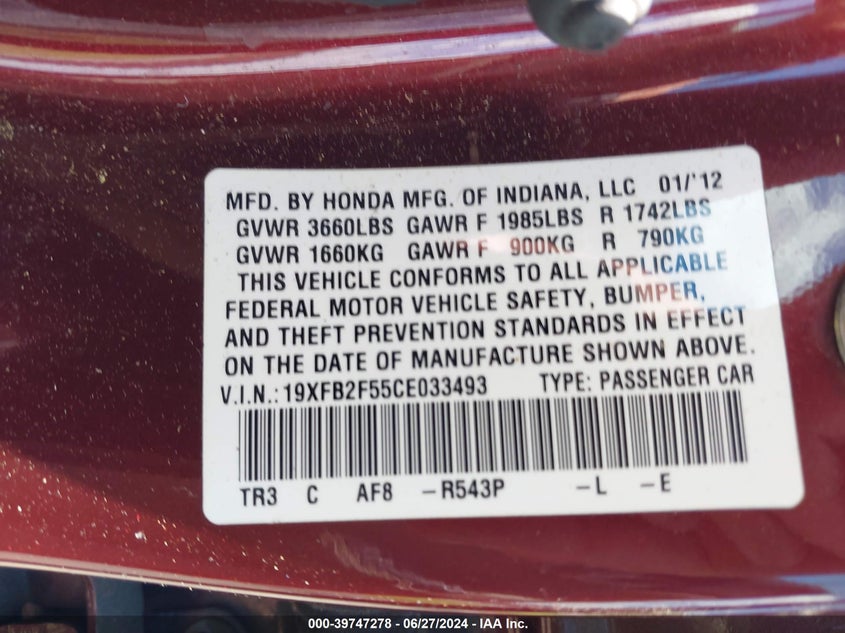 MFD. BY HONDA MFG. OF INDIANA, LLC 01/'12
GVWR 3660LBS GAWR F 1985LBS R 1742LBS
GVWR 1660KG GAWR F 900KG R 790KG
THIS VEHICLE CONFORMS TO ALL APPLICABLE
FEDERAL MOTOR VEHICLE SAFETY, BUMPER,
AND THEFT PREVENTION STANDARDS IN EFFECT
ON THE DATE OF MANUFACTURE SHOWN ABOVE.
V.I.N.: 19XFB2F55CE033493 TYPE: PASSENGER CAR
TR3 C AF8 -R543P -L -E
000-39747278 - 06/27/2024 - IAA, Inc.